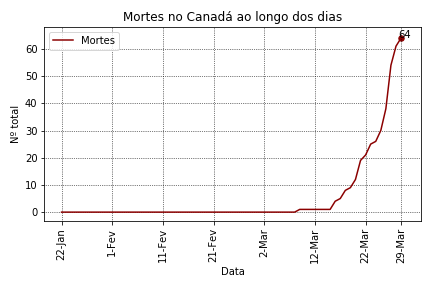 Mortes no Canadá ao longo dos dias
64
Mortes
60
50
40
30
20
10
0
Nº total
22-Jan
1-Fev
11-Fev
21-Fev
2-Mar
12-Mar
22-Mar
29-Mar
Data